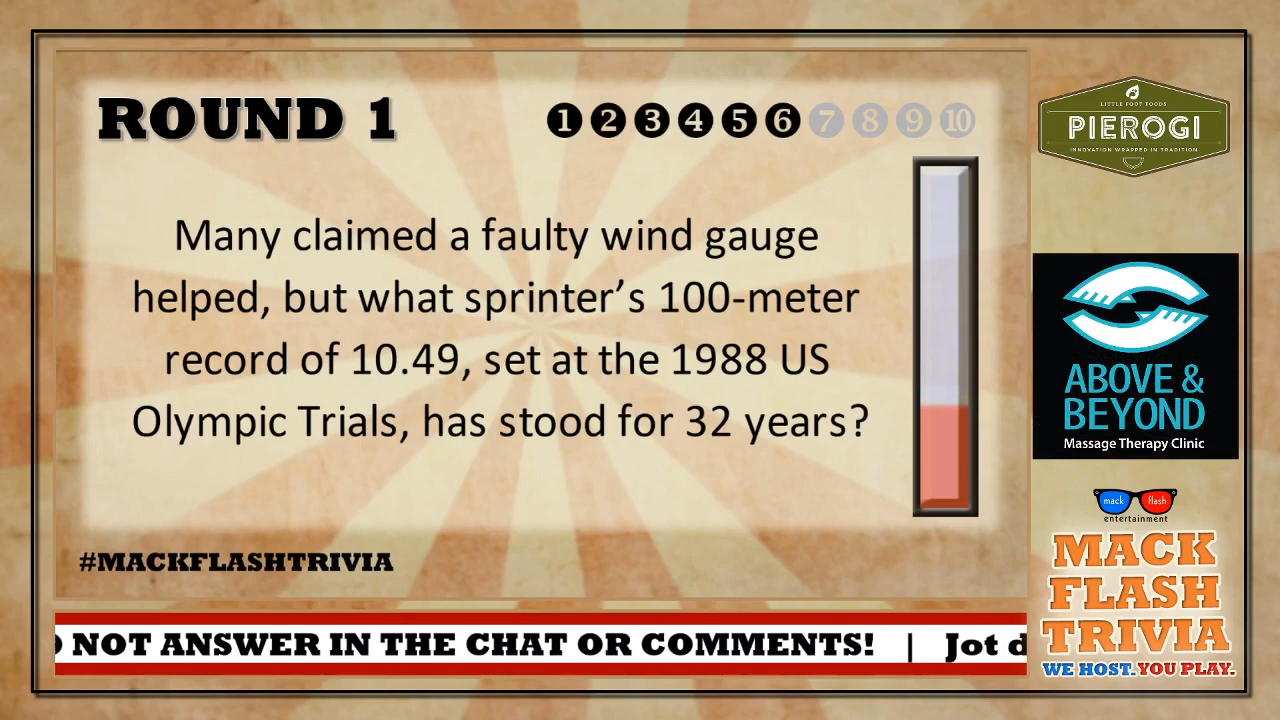 ROUND 1
1 2 3 4 5 6 7 8 9 10
Many claimed a faulty wind gauge
helped, but what sprinter's 100-meter
record of 10.49, set at the 1988 US
Olympic Trials, has stood for 32 years?
#MACKFLASHTRIVIA
NOT ANSWER IN THE CHAT OR COMMENTS! | Jot d
LITTLE FOOT FOODS
PIEROGI
INNOVATION WRAPPED IN TRADITION
ABOVE &
BEYOND
Massage Therapy Clinic
mack flash
entertainment
MACK
FLASH
TRIVIA
WE HOST. YOU PLAY.